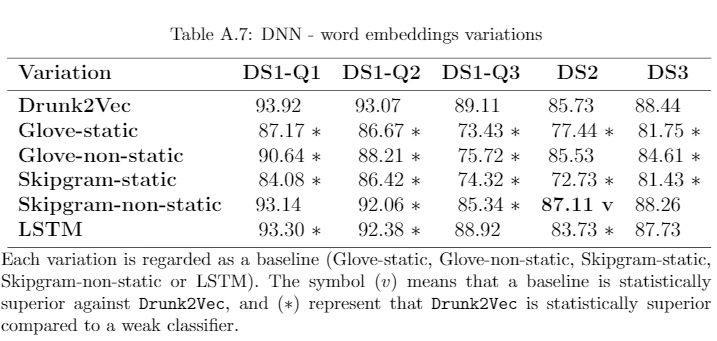 Table A.7: DNN - word embeddings variations
Variation DS1-Q1 DS1-Q2 DS1-Q3 DS2 DS3
Drunk2Vec 93.92 93.07 89.11 85.73 88.44
Glove-static 87.17 * 86.67 * 73.43 * 77.44 * 81.75 *
Glove-non-static 90.64 * 88.21 * 75.72 * 85.53 84.61 *
Skipgram-static 84.08 * 86.42 * 74.32 * 72.73 * 81.43 *
Skipgram-non-static 93.14 92.06 * 85.34 * 87.11 v 88.26
LSTM 93.30 * 92.38 * 88.92 83.73 * 87.73
Each variation is regarded as a baseline (Glove-static, Glove-non-static, Skipgram-static,
Skipgram-non-static or LSTM). The symbol (v) means that a baseline is statistically
superior against Drunk2Vec, and (*) represent that Drunk2Vec is statistically superior
compared to a weak classifier.